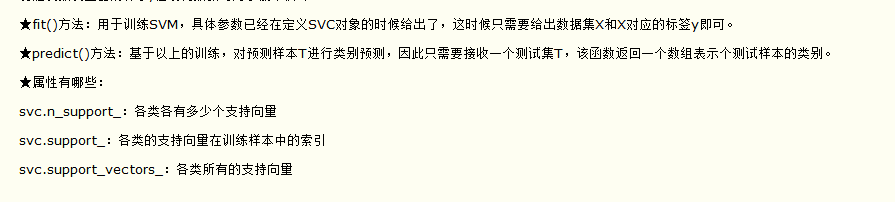 ★fit()方法：用于训练SVM，具体参数已经在定义SVC对象的时候给出了，这时候只需要给出数据集X和X对应的标签y即可。
★predict()方法：基于以上的训练，对预测样本T进行类别预测，因此只需要接收一个测试集T，该函数返回一个数组表示个测试样本的类别。
★属性有哪些：
svc.n_support_：各类各有多少个支持向量
svc.support_：各类的支持向量在训练样本中的索引
svc.support_vectors_：各类所有的支持向量